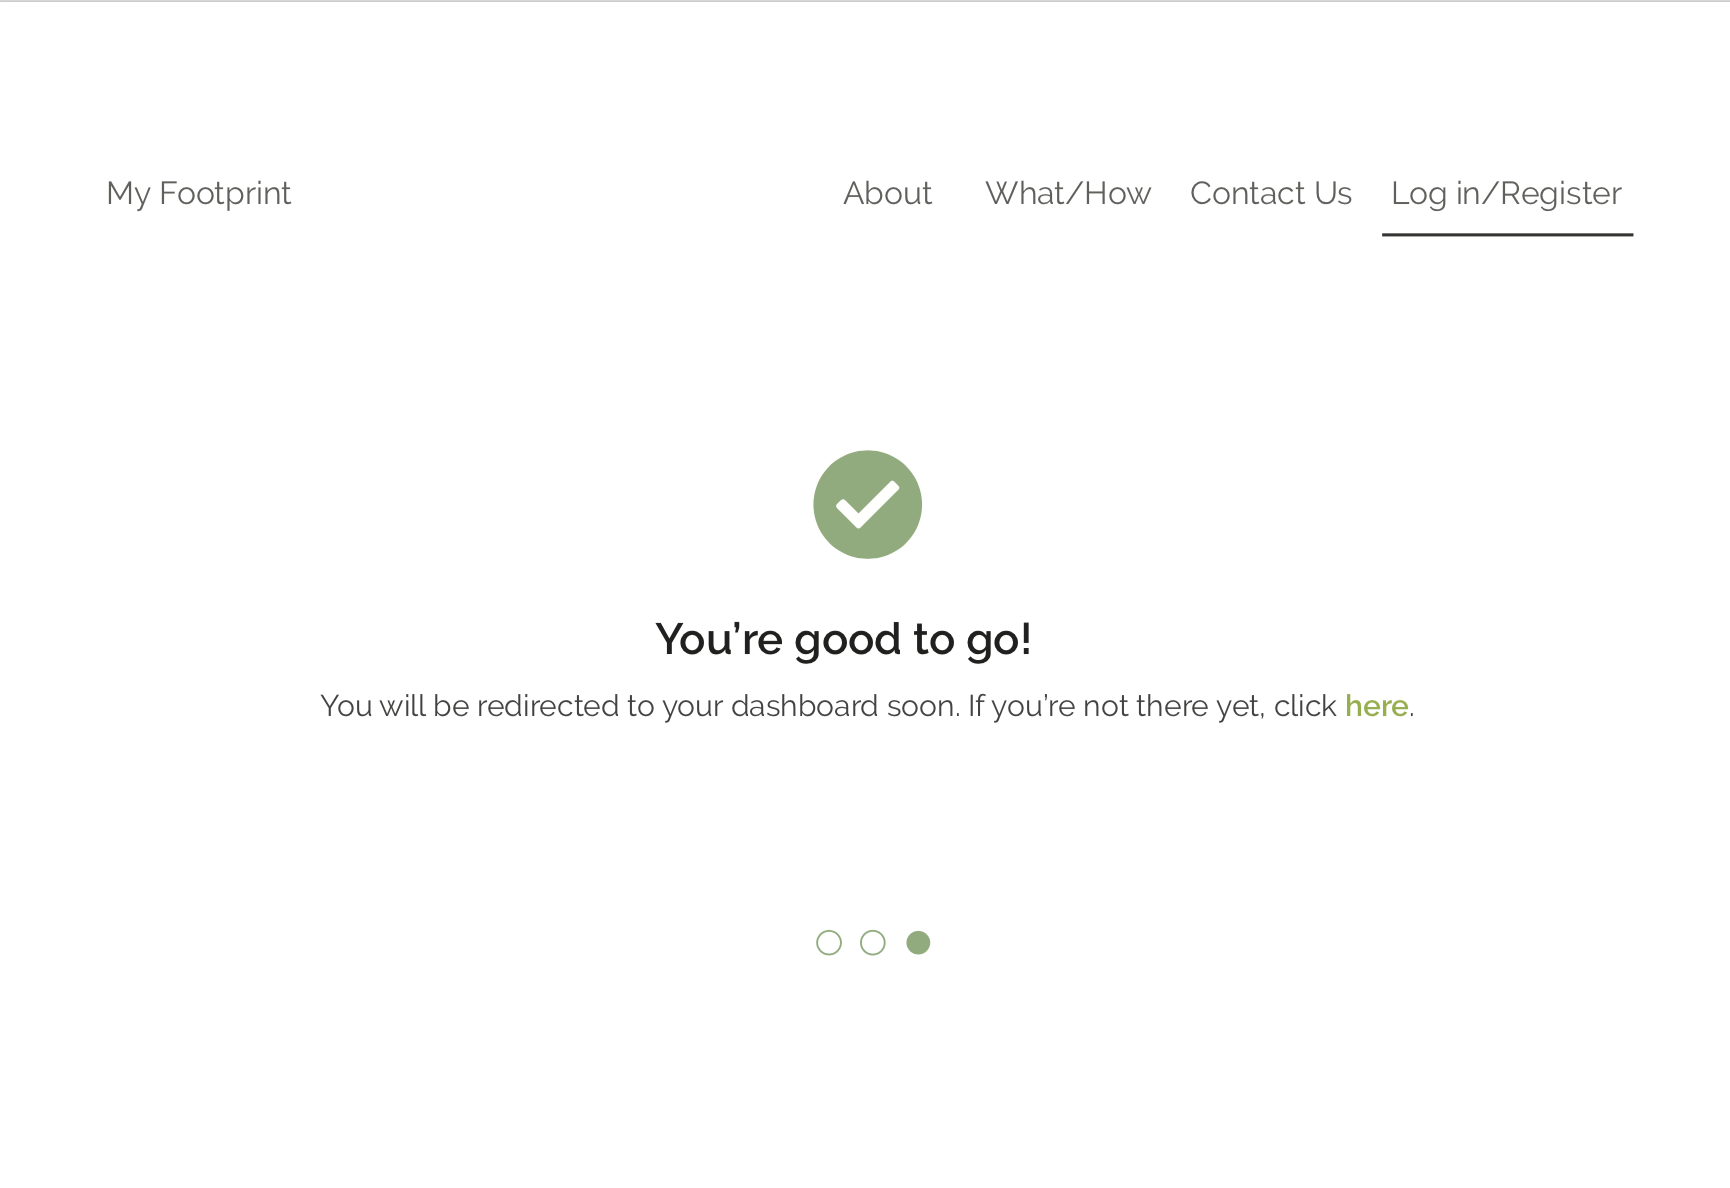 My Footprint
About What/How Contact Us Log in/Register
You’re good to go!
You will be redirected to your dashboard soon. If you’re not there yet, click here.